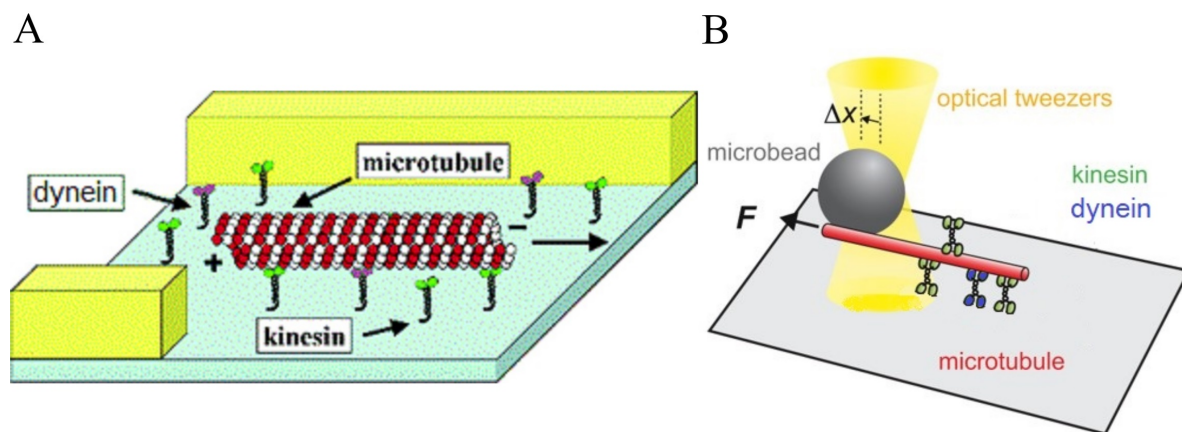 A
microtubule
dynein
–
+
kinesin
B
optical tweezers
Δx
microbead
kinesin
dynein
F
microtubule